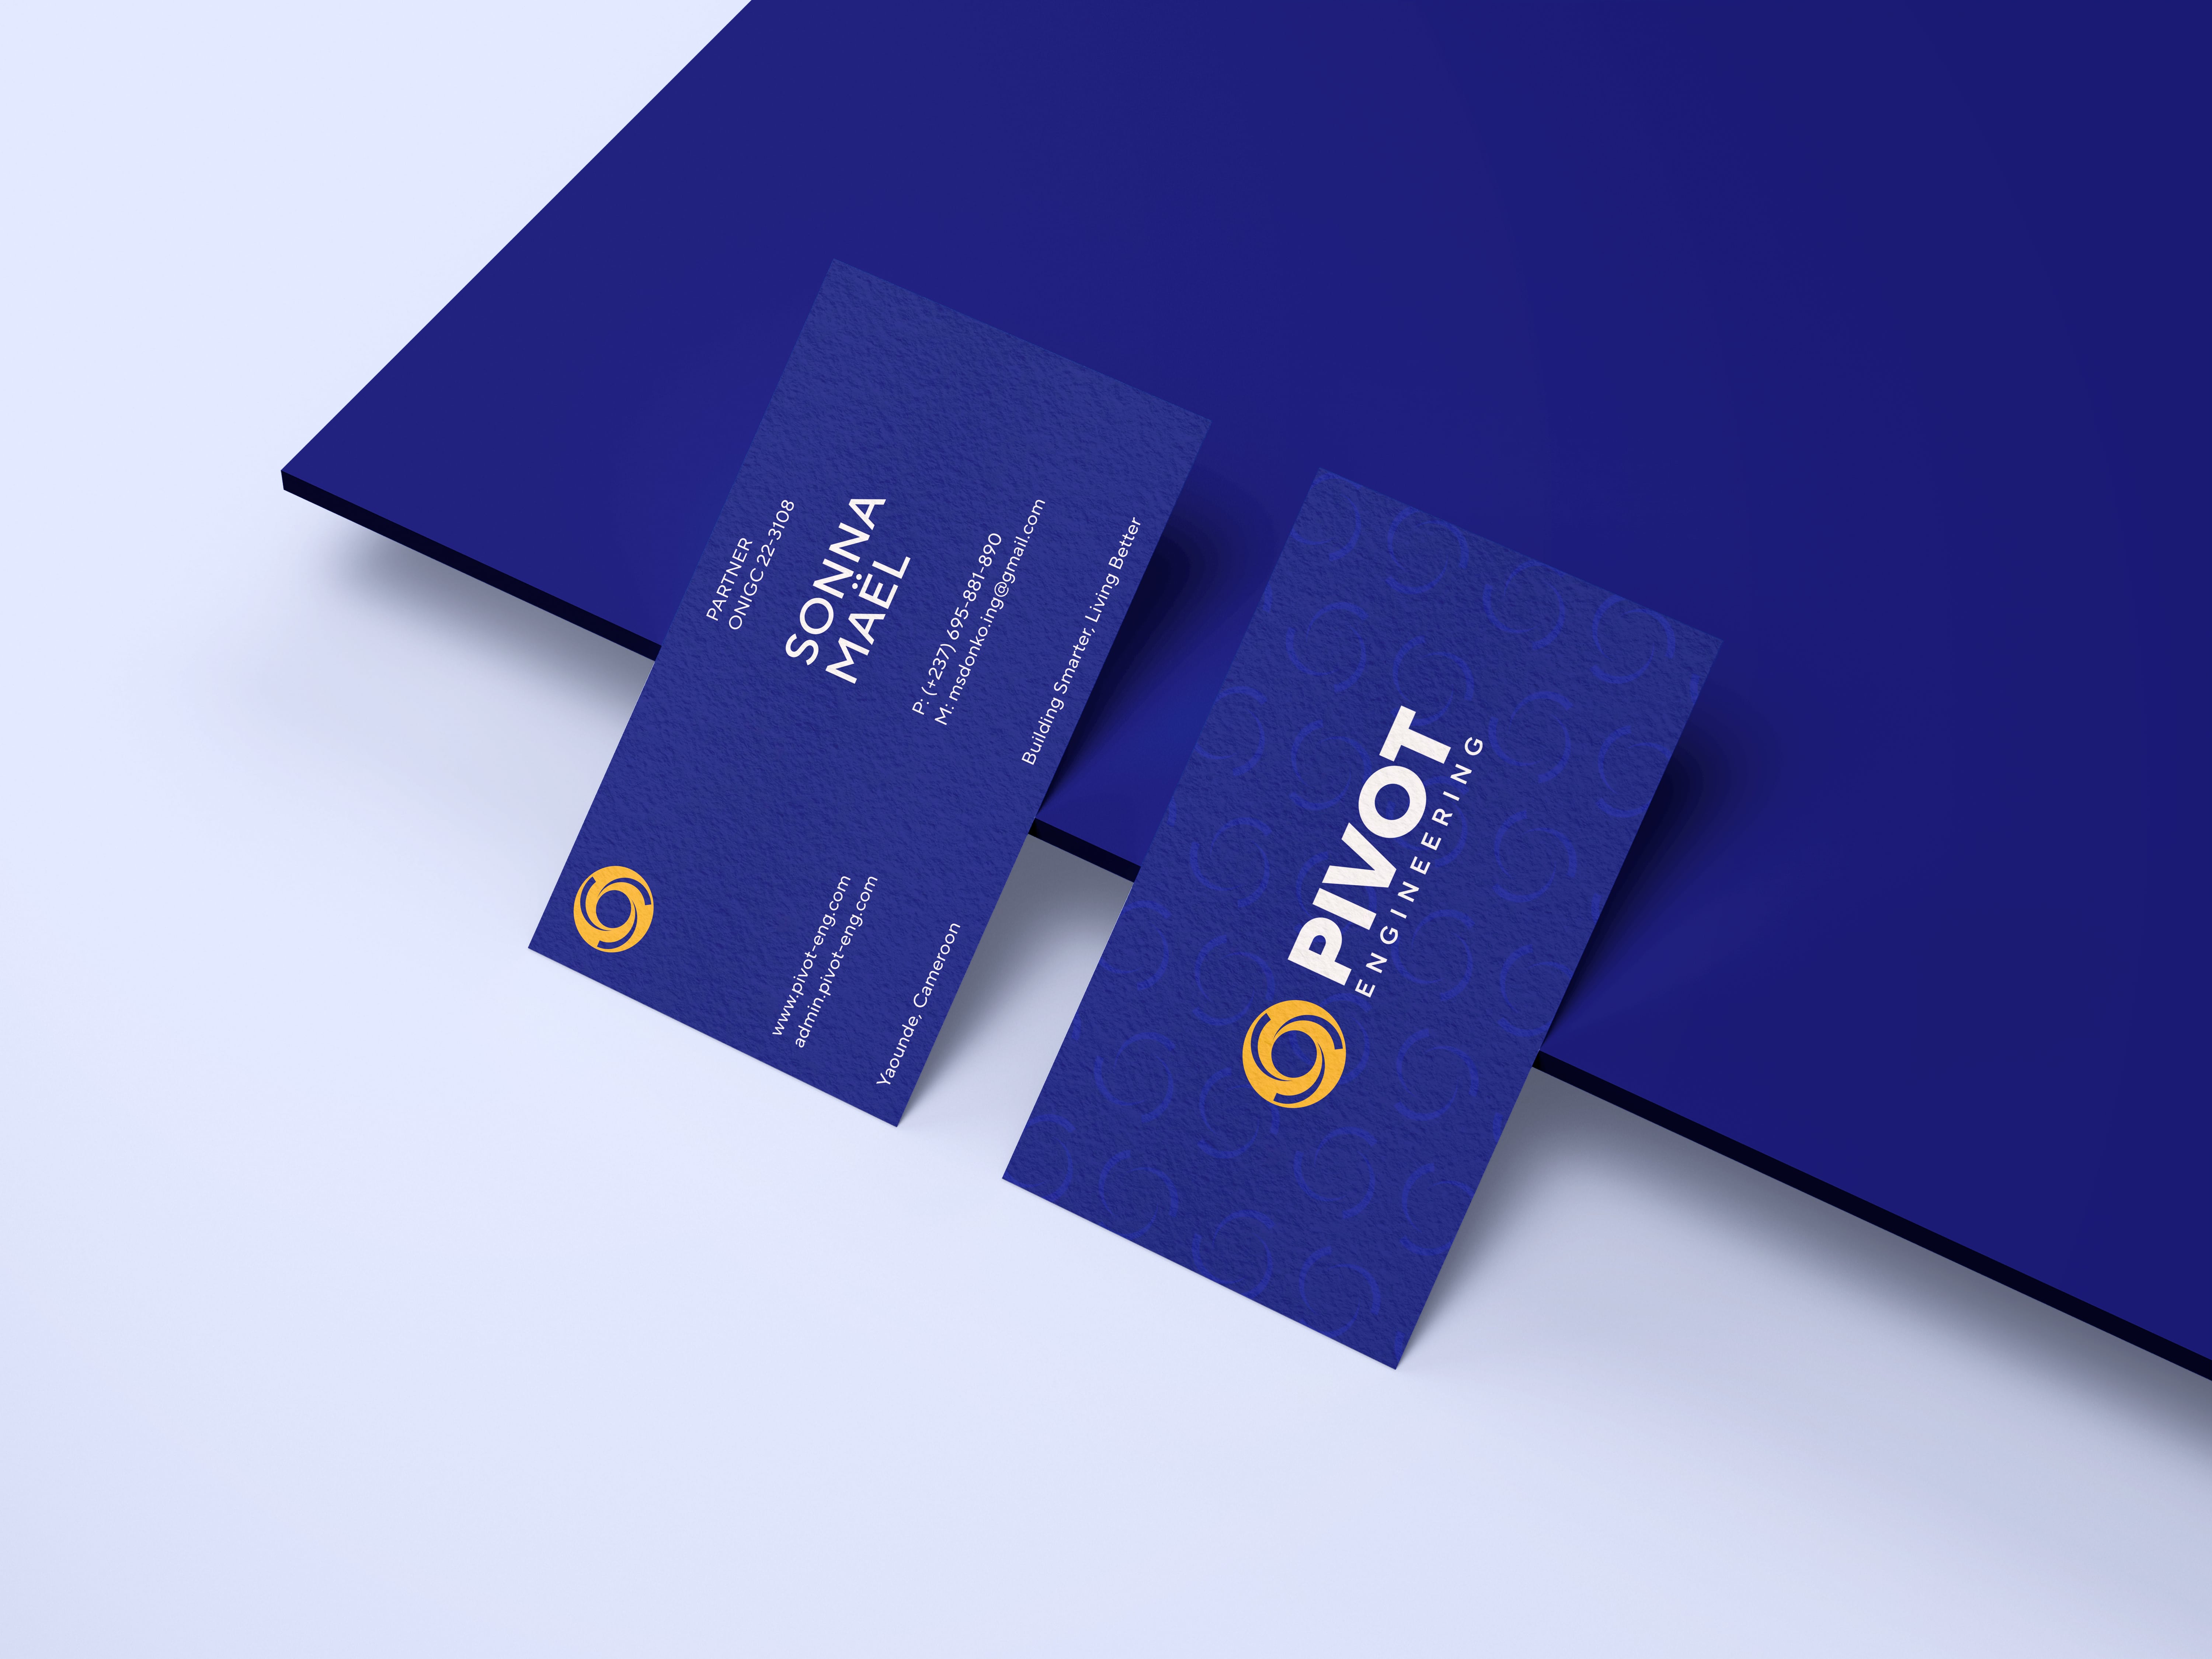 PARTNER
ONIGC 22-3108
SONNA
MAËL
P: (+237) 695-881-890
M: msdonko.ing@gmail.com
Building Smarter, Living Better
www.pivot-eng.com
admin.pivot-eng.com
Yaounde, Cameroon
PIVOT
ENGINEERING